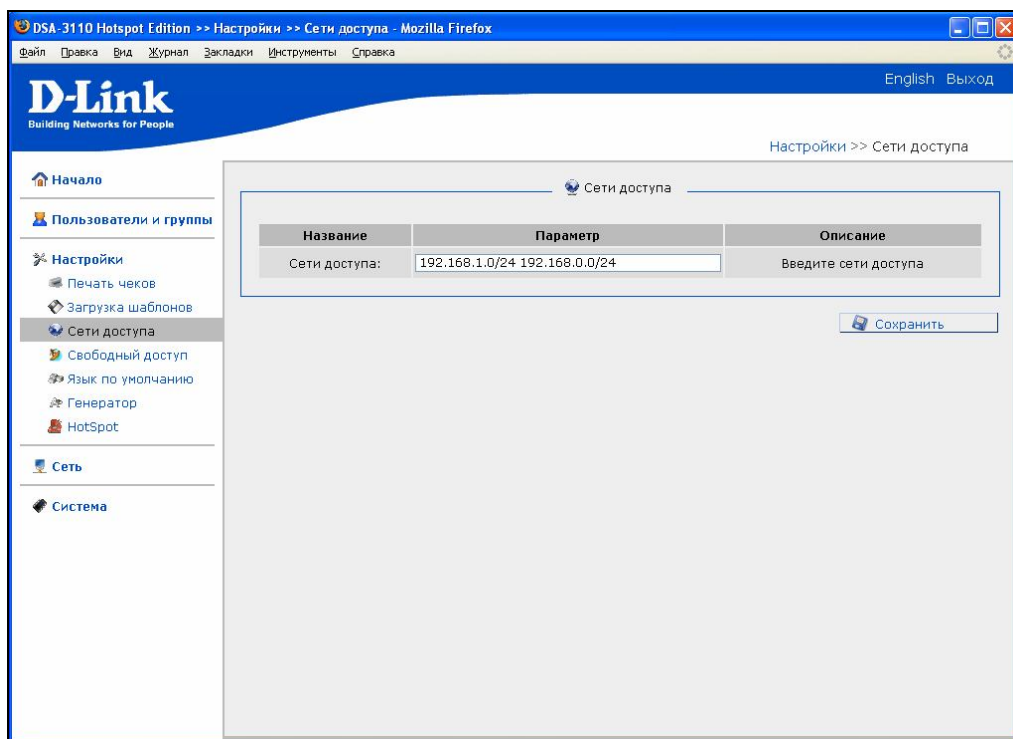 DSA-3110 Hotspot Edition >> Настройки >> Сети доступа - Mozilla Firefox
Файл Правка Вид Журнал Закладки Инструменты Справка
English Выход
D-Link
Building Networks for People
Настройки >> Сети доступа
Начало
Пользователи и группы
Настройки
Печать чеков
Загрузка шаблонов
Сети доступа
Свободный доступ
Язык по умолчанию
Генератор
HotSpot
Сеть
Система
Сети доступа
Название Параметр Описание
Сети доступа: 192.168.1.0/24 192.168.0.0/24 Введите сети доступа
Сохранить